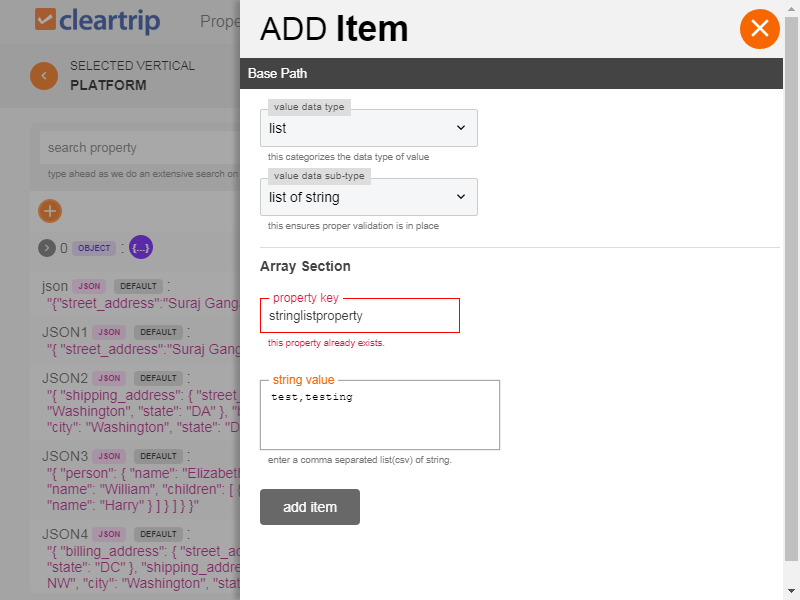 cleartrip
Prope
SELECTED VERTICAL
PLATFORM
search property
type ahead as we do an extensive search on
0 OBJECT : {...}
json JSON DEFAULT :
"{"street_address":"Suraj Gang
JSON1 JSON DEFAULT :
"{ "street_address":"Suraj Gang
JSON2 JSON DEFAULT :
"{ "shipping_address": { "street_
"Washington", "state": "DA" }, "b
"city": "Washington", "state": "D
JSON3 JSON DEFAULT :
"{ "person": { "name": "Elizabeth
"name": "William", "children": [ {
"name": "Harry" } ] } ] } }"
JSON4 JSON DEFAULT :
"{ "billing_address": { "street_ad
"state": "DC" }, "shipping_addres
NW", "city": "Washington", "stat
ADD Item
Base Path
value data type
list
this categorizes the data type of value
value data sub-type
list of string
this ensures proper validation is in place
Array Section
property key
stringlistproperty
this property already exists.
string value
test,testing
enter a comma separated list(csv) of string.
add item